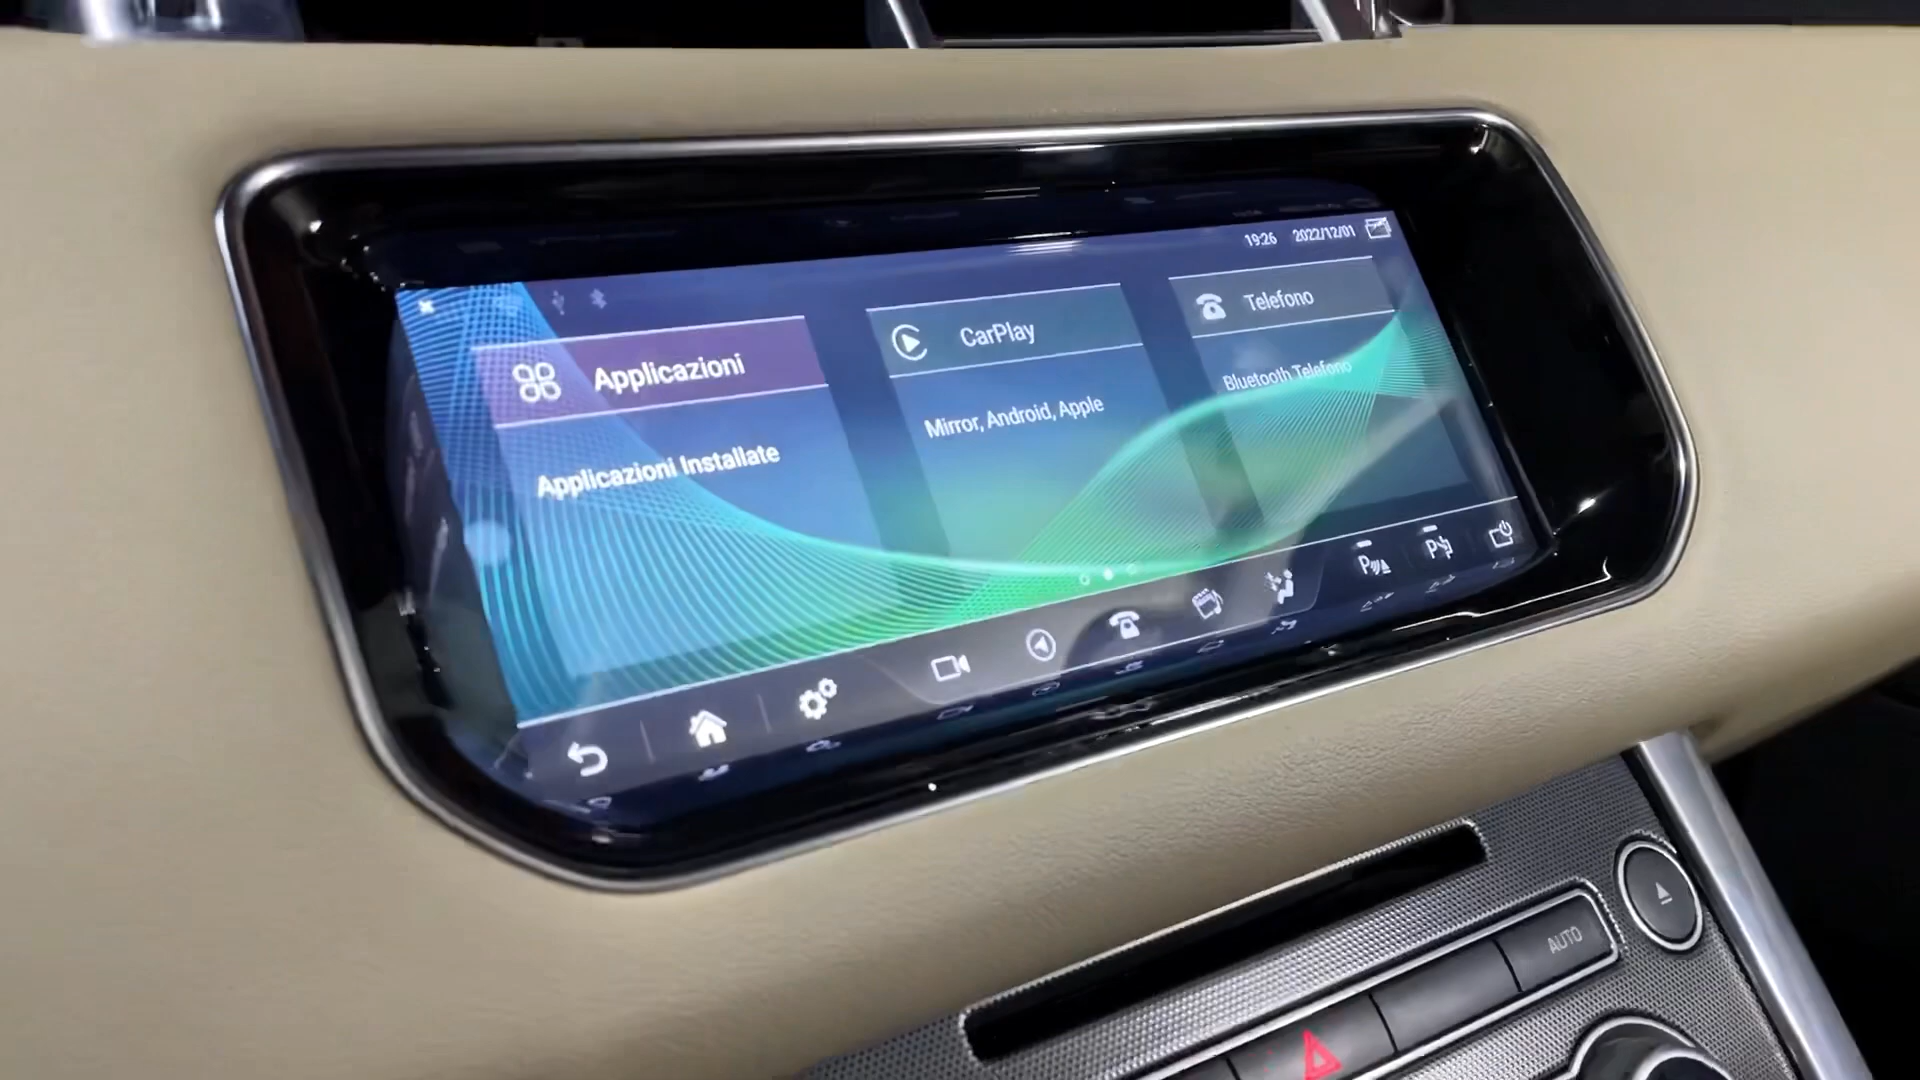 19:26 2022/12/01
Applicazioni
Applicazioni Installate
CarPlay
Mirror, Android, Apple
Telefono
Bluetooth Telefono
AUTO